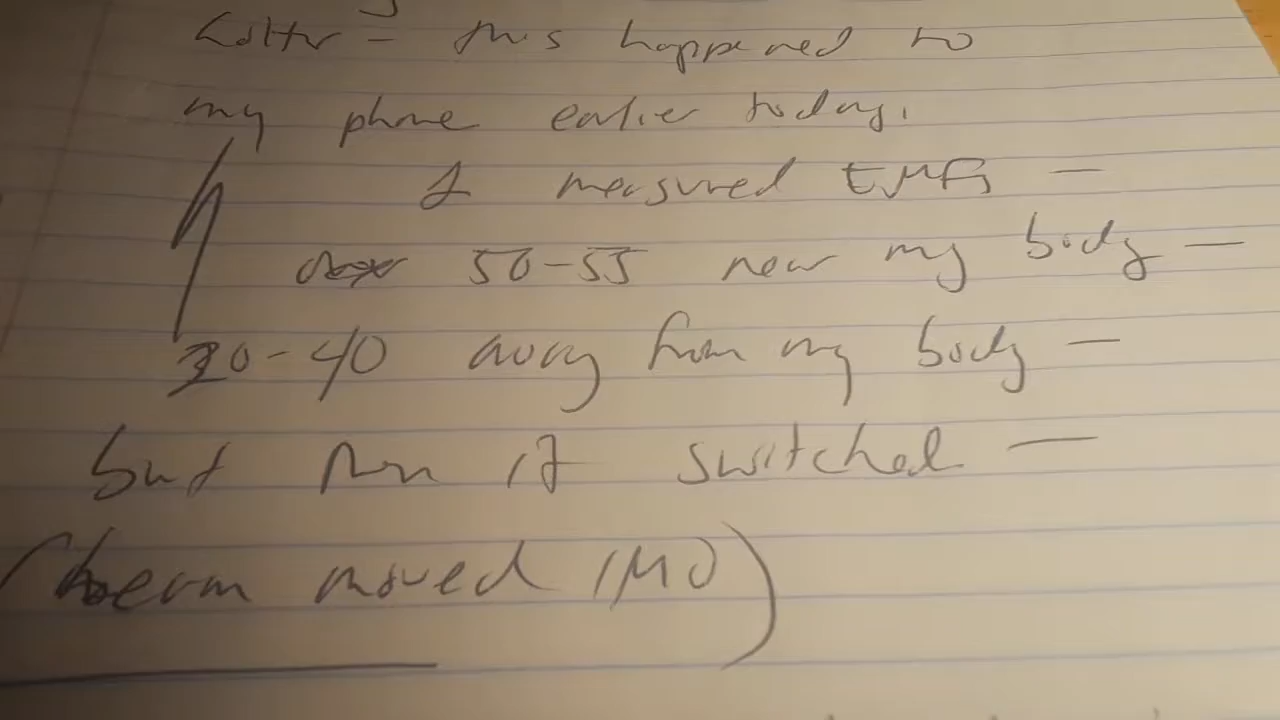 - this happened to
my phone earlier today.
I measured EMFs -
50-55 near my body -
30-40 away from my body -
but then it switched -
(beam moved IMO)